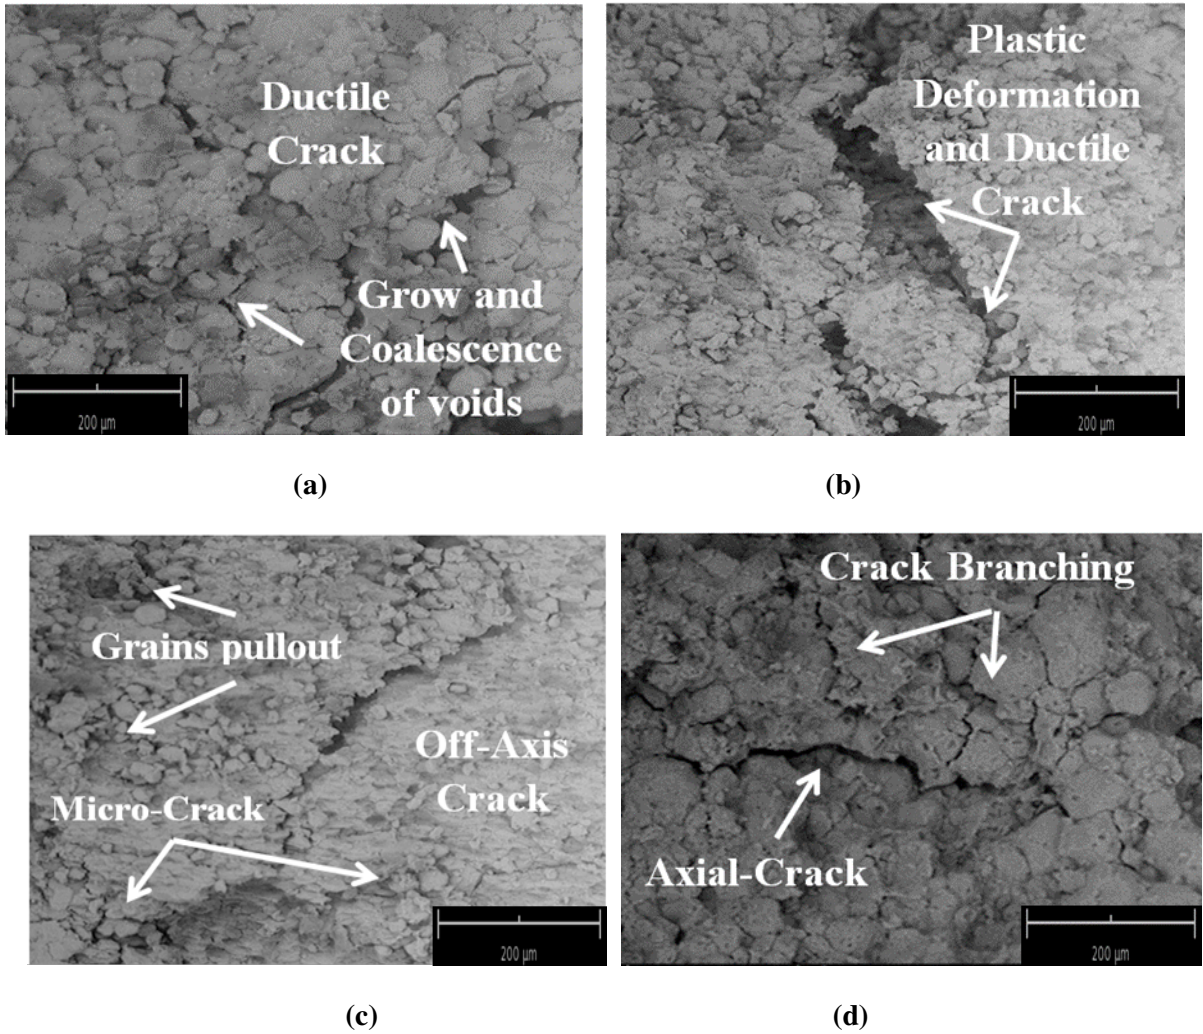 Ductile
Crack
Grow and
Coalescence
of voids
200 µm
(a)
Plastic
Deformation
and Ductile
Crack
200 µm
(b)
Grains pullout
Off-Axis
Crack
Micro-Crack
200 µm
(c)
Crack Branching
Axial-Crack
200 µm
(d)